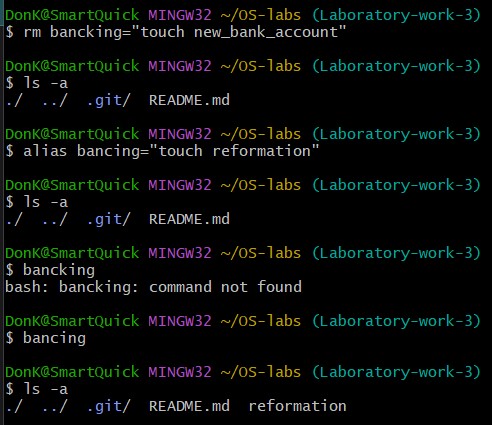 DonK@SmartQuick MINGW32 ~/OS-labs (Laboratory-work-3)
$ rm bancking="touch new_bank_account"
DonK@SmartQuick MINGW32 ~/OS-labs (Laboratory-work-3)
$ ls -a
./  ../  .git/  README.md
DonK@SmartQuick MINGW32 ~/OS-labs (Laboratory-work-3)
$ alias bancing="touch reformation"
DonK@SmartQuick MINGW32 ~/OS-labs (Laboratory-work-3)
$ ls -a
./  ../  .git/  README.md
DonK@SmartQuick MINGW32 ~/OS-labs (Laboratory-work-3)
$ bancking
bash: bancking: command not found
DonK@SmartQuick MINGW32 ~/OS-labs (Laboratory-work-3)
$ bancing
DonK@SmartQuick MINGW32 ~/OS-labs (Laboratory-work-3)
$ ls -a
./  ../  .git/  README.md  reformation